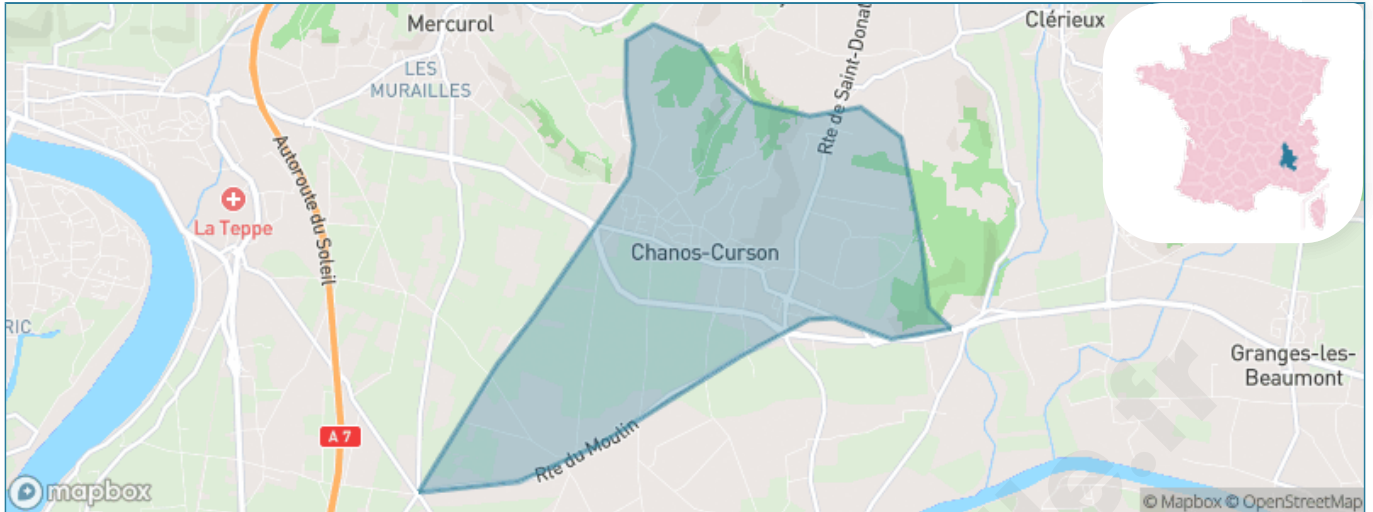 Mercurol
Clérieux
LES
MURAILLES
Rte de Saint-Donat
Autoroute du Soleil
La Teppe
Chanos-Curson
RIC
Granges-les-
Beaumont
A 7
Rte du Moulin
mapbox
© Mapbox © OpenStreetMap